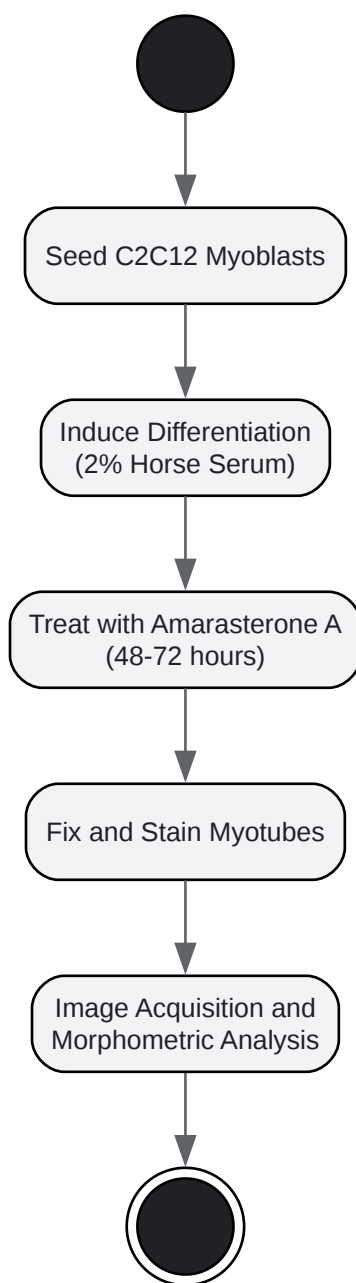 Seed C2C12 Myoblasts
Induce Differentiation
(2% Horse Serum)
Treat with Amarasterone A
(48-72 hours)
Fix and Stain Myotubes
Image Acquisition and
Morphometric Analysis